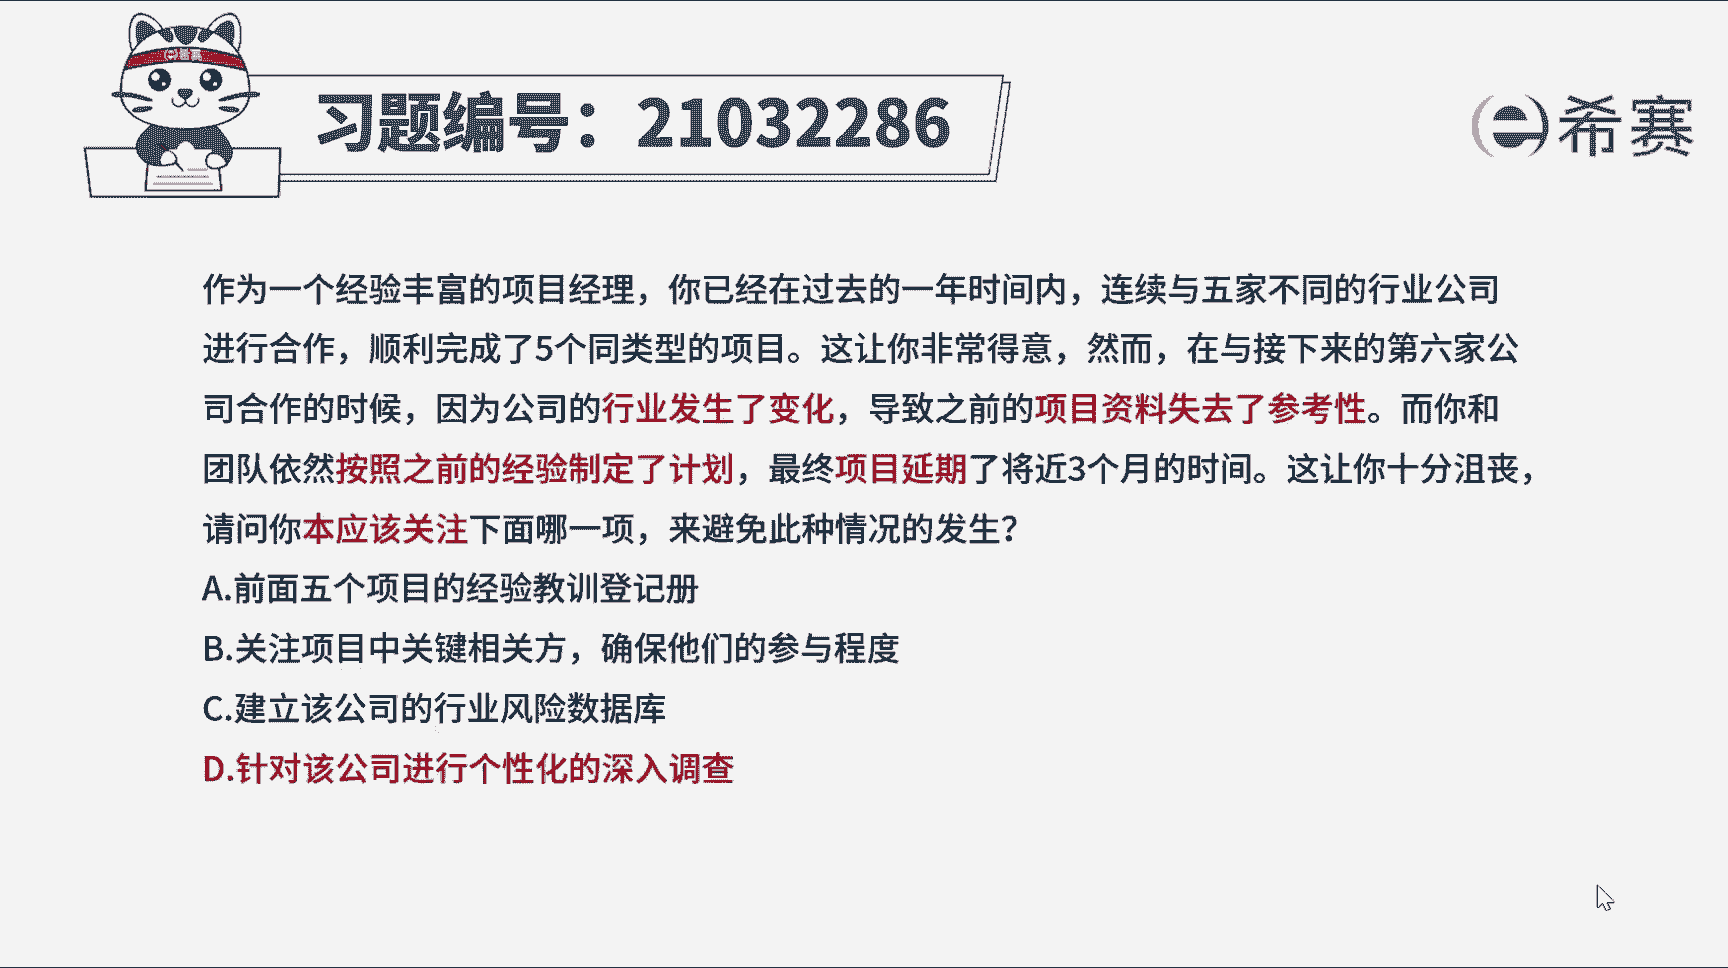 习题编号：21032286
希赛
作为一个经验丰富的项目经理，你已经在过去的一年时间内，连续与五家不同的行业公司
进行合作，顺利完成了5个同类型的项目。这让你非常得意，然而，在与接下来的第六家公
司合作的时候，因为公司的行业发生了变化，导致之前的项目资料失去了参考性。而你和
团队依然按照之前的经验制定了计划，最终项目延期了将近3个月的时间。这让你十分沮丧，
请问你本应该关注下面哪一项，来避免此种情况的发生？
A.前面五个项目的经验教训登记册
B.关注项目中关键相关方，确保他们的参与程度
C.建立该公司的行业风险数据库
D.针对该公司进行个性化的深入调查